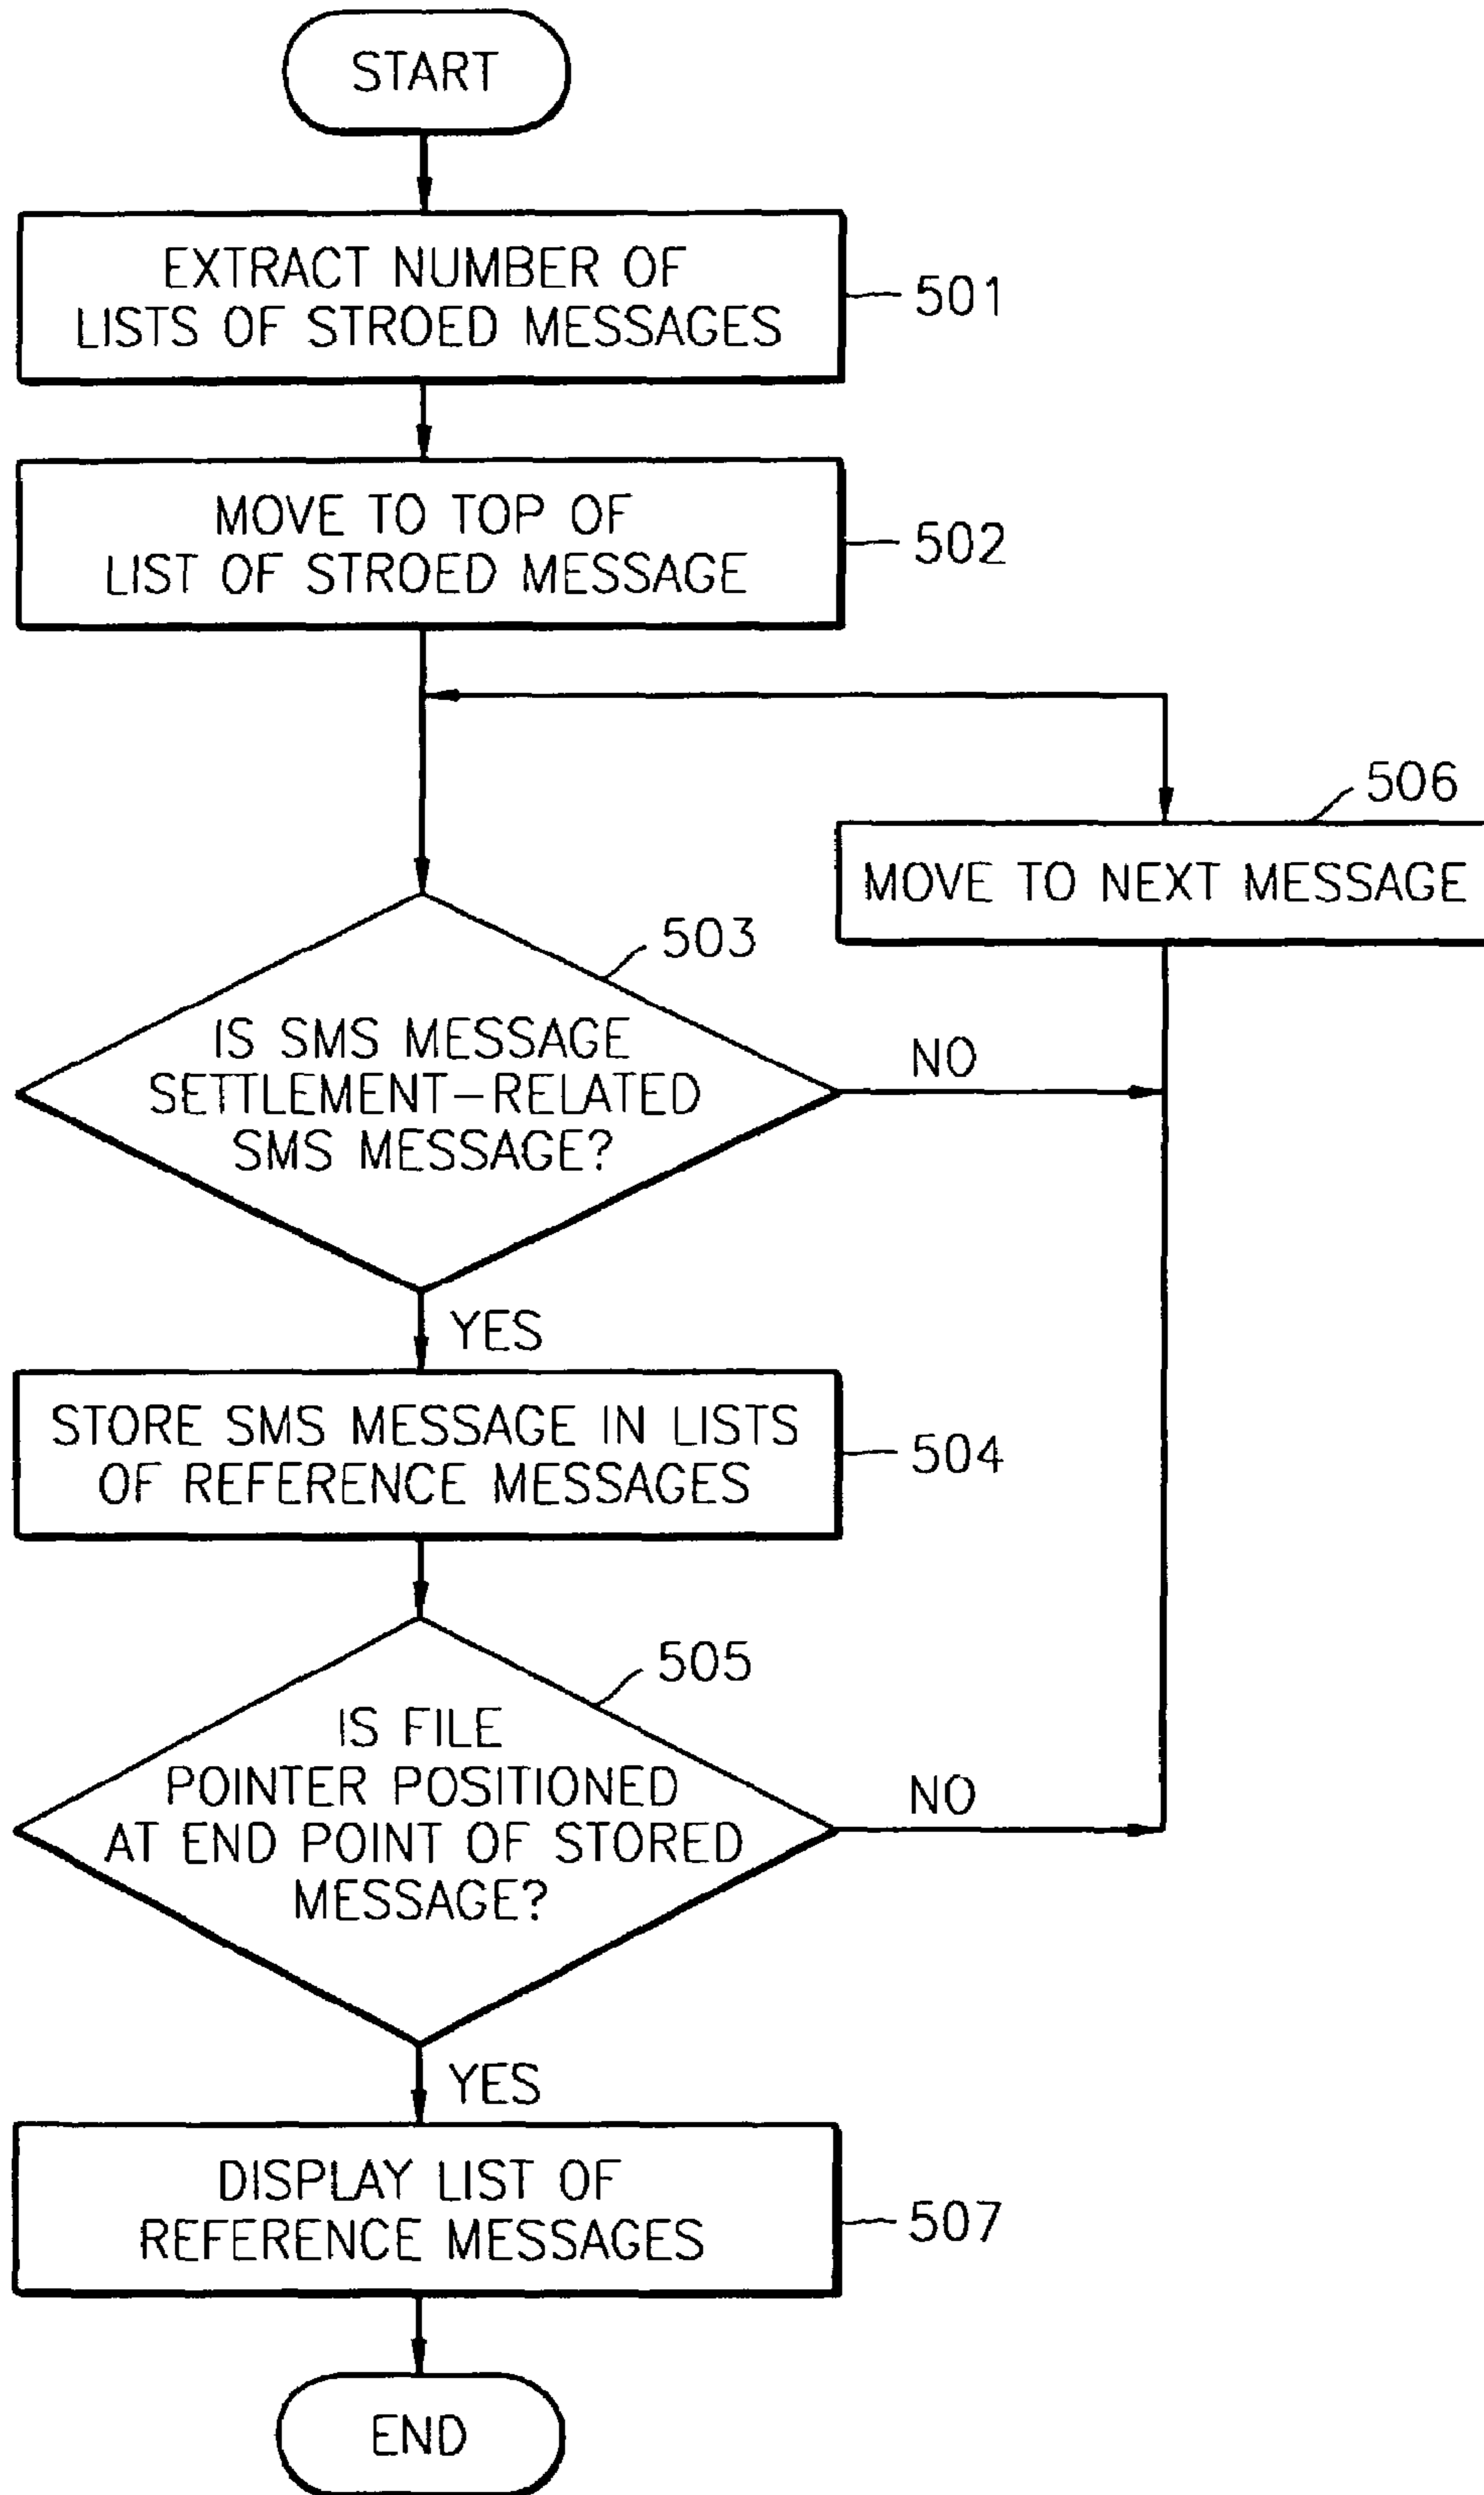 START
EXTRACT NUMBER OF
LISTS OF STROED MESSAGES
501
MOVE TO TOP OF
LIST OF STROED MESSAGE
502
506
MOVE TO NEXT MESSAGE
503
IS SMS MESSAGE
SETTLEMENT-RELATED
SMS MESSAGE?
NO
YES
STORE SMS MESSAGE IN LISTS
OF REFERENCE MESSAGES
504
505
IS FILE
POINTER POSITIONED
AT END POINT OF STORED
MESSAGE?
NO
YES
DISPLAY LIST OF
REFERENCE MESSAGES
507
END